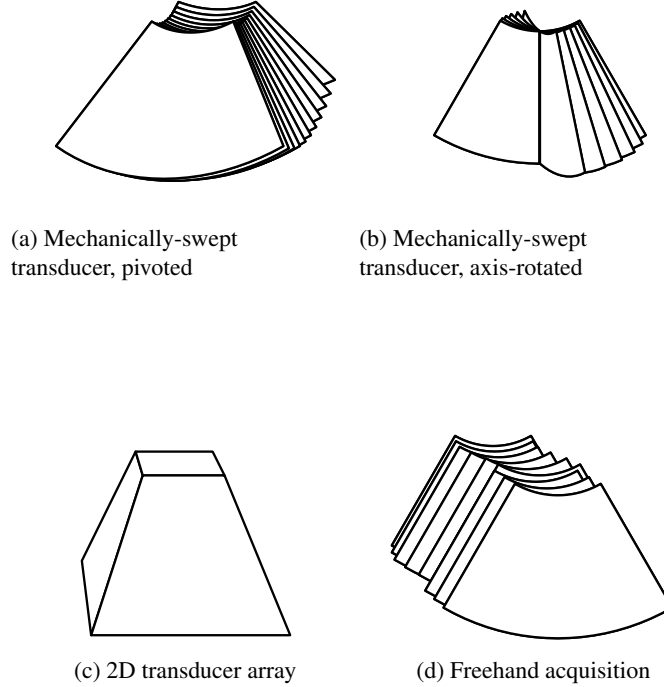 (a) Mechanically-swept
transducer, pivoted
(b) Mechanically-swept
transducer, axis-rotated
(c) 2D transducer array
(d) Freehand acquisition